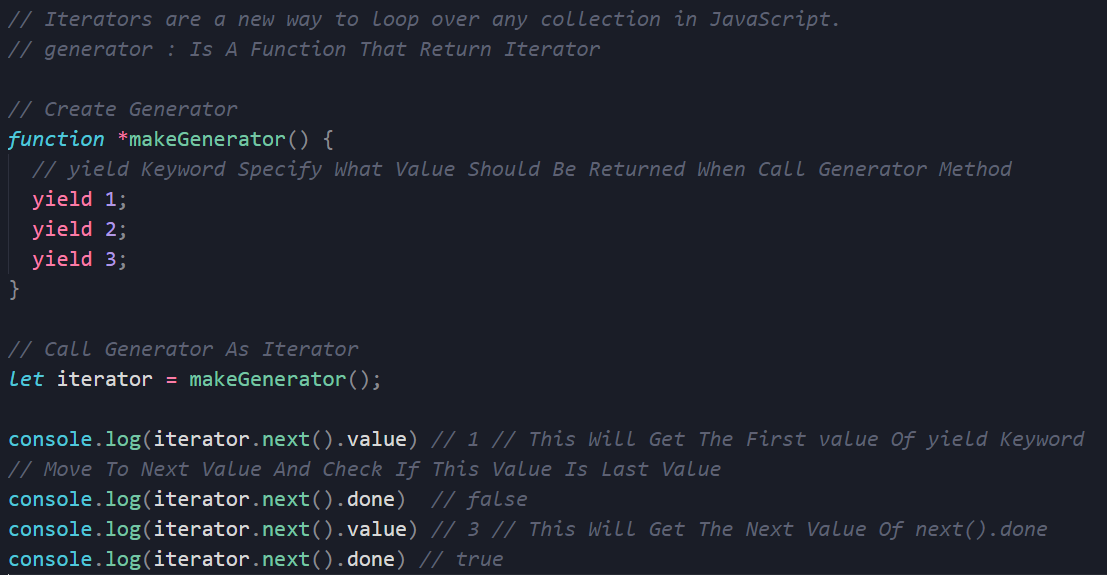 // Iterators are a new way to loop over any collection in JavaScript.
// generator : Is A Function That Return Iterator
// Create Generator
function *makeGenerator() {
// yield Keyword Specify What Value Should Be Returned When Call Generator Method
yield 1;
yield 2;
yield 3;
}
// Call Generator As Iterator
let iterator = makeGenerator();
console.log(iterator.next().value) // 1 // This Will Get The First value Of yield Keyword
// Move To Next Value And Check If This Value Is Last Value
console.log(iterator.next().done)  // false
console.log(iterator.next().value) // 3 // This Will Get The Next Value Of next().done
console.log(iterator.next().done) // true